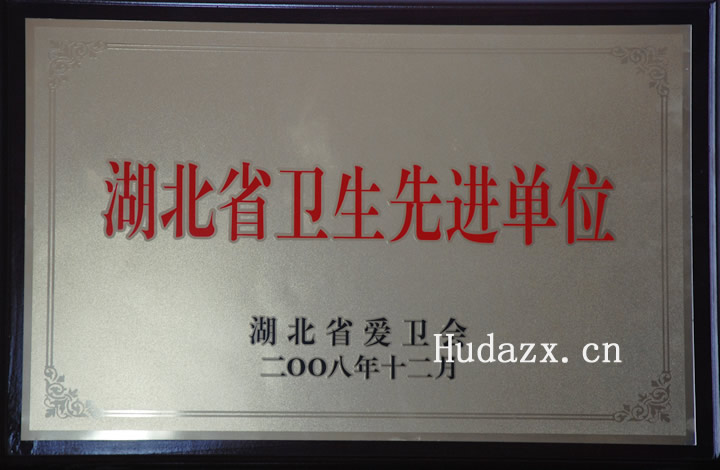 湖北省卫生先进单位
湖北省爱卫会
Hudazx.cn
二OO八年十二月